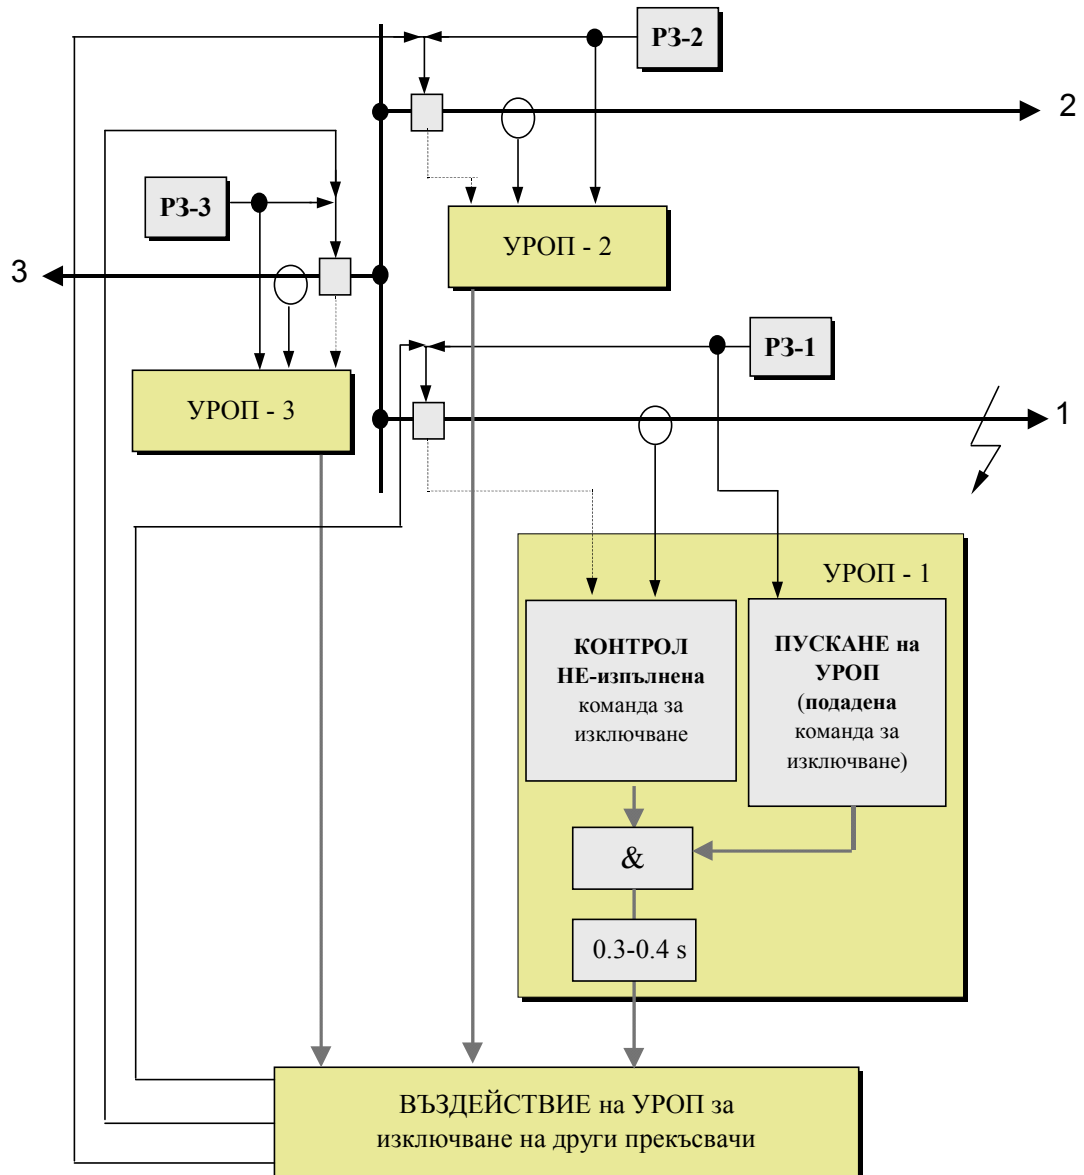 РЗ-2
2
РЗ-3
УРОП - 2
3
РЗ-1
УРОП - 3
1
УРОП - 1
КОНТРОЛ
НЕ-изпълнена
команда за
изключване
ПУСКАНЕ на
УРОП
(подадена
команда за
изключване)
&
0.3-0.4 s
ВЪЗДЕЙСТВИЕ на УРОП за
изключване на други прекъсвачи